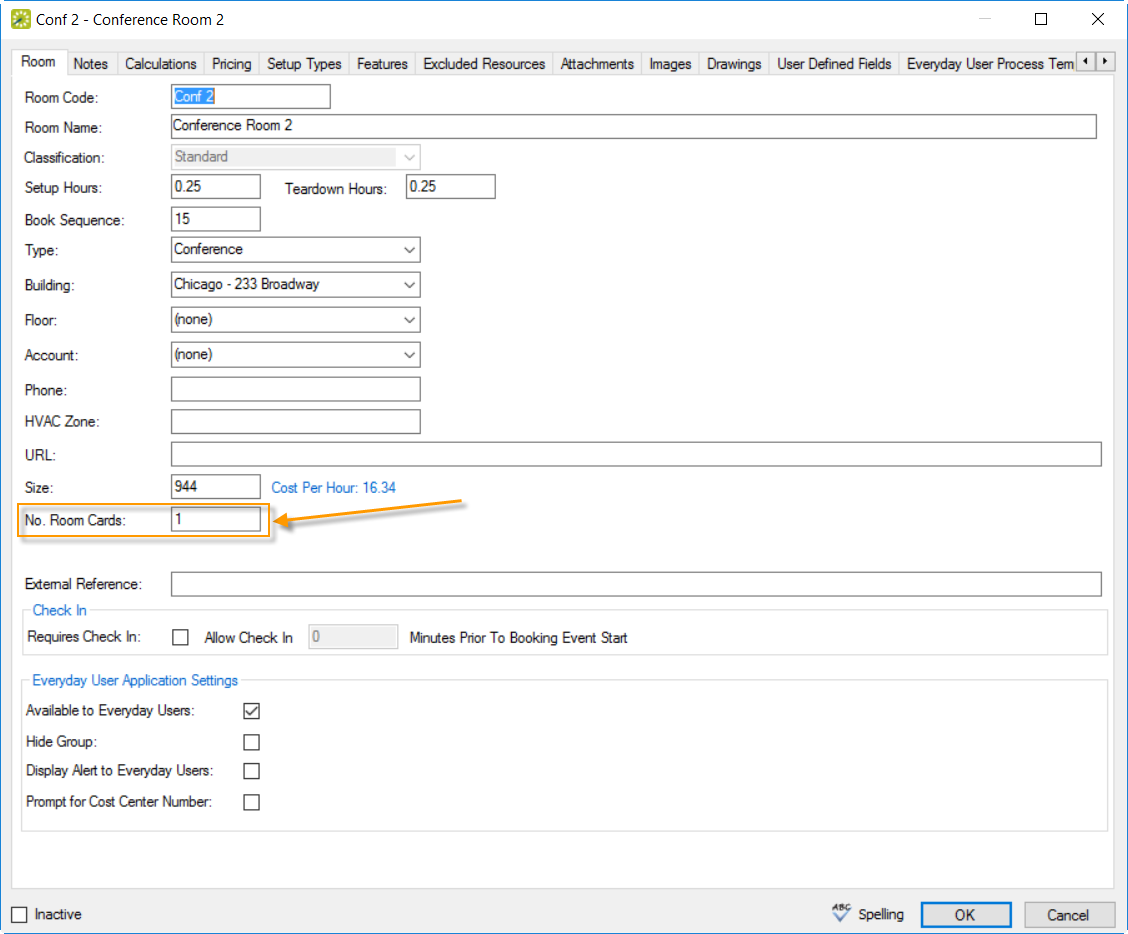 Conf 2 - Conference Room 2
Room Notes Calculations Pricing Setup Types Features Excluded Resources Attachments Images Drawings User Defined Fields Everyday User Process Tem
Room Code: Conf 2
Room Name: Conference Room 2
Classification: Standard
Setup Hours: 0.25 Teardown Hours: 0.25
Book Sequence: 15
Type: Conference
Building: Chicago - 233 Broadway
Floor: (none)
Account: (none)
Phone:
HVAC Zone:
URL:
Size: 944 Cost Per Hour: 16.34
No. Room Cards: 1
External Reference:
Check In
Requires Check In: Allow Check In 0 Minutes Prior To Booking Event Start
Everyday User Application Settings
Available to Everyday Users:
Hide Group:
Display Alert to Everyday Users:
Prompt for Cost Center Number:
Inactive ABC Spelling OK Cancel